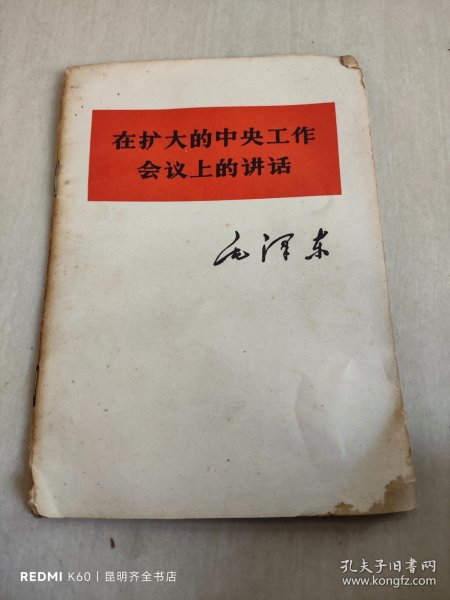 在扩大的中央工作
会议上的讲话
毛泽东
REDMI K60 | 昆明齐全书店
孔夫子旧书网
www.kongfz.com